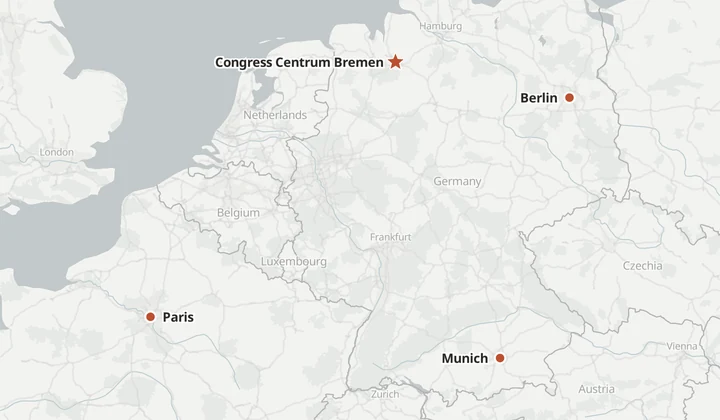 Hamburg
Congress Centrum Bremen
Berlin
Netherlands
London
Germany
Belgium
Frankfurt
Luxembourg
Czechia
Paris
Vienna
Munich
Austria
Zurich